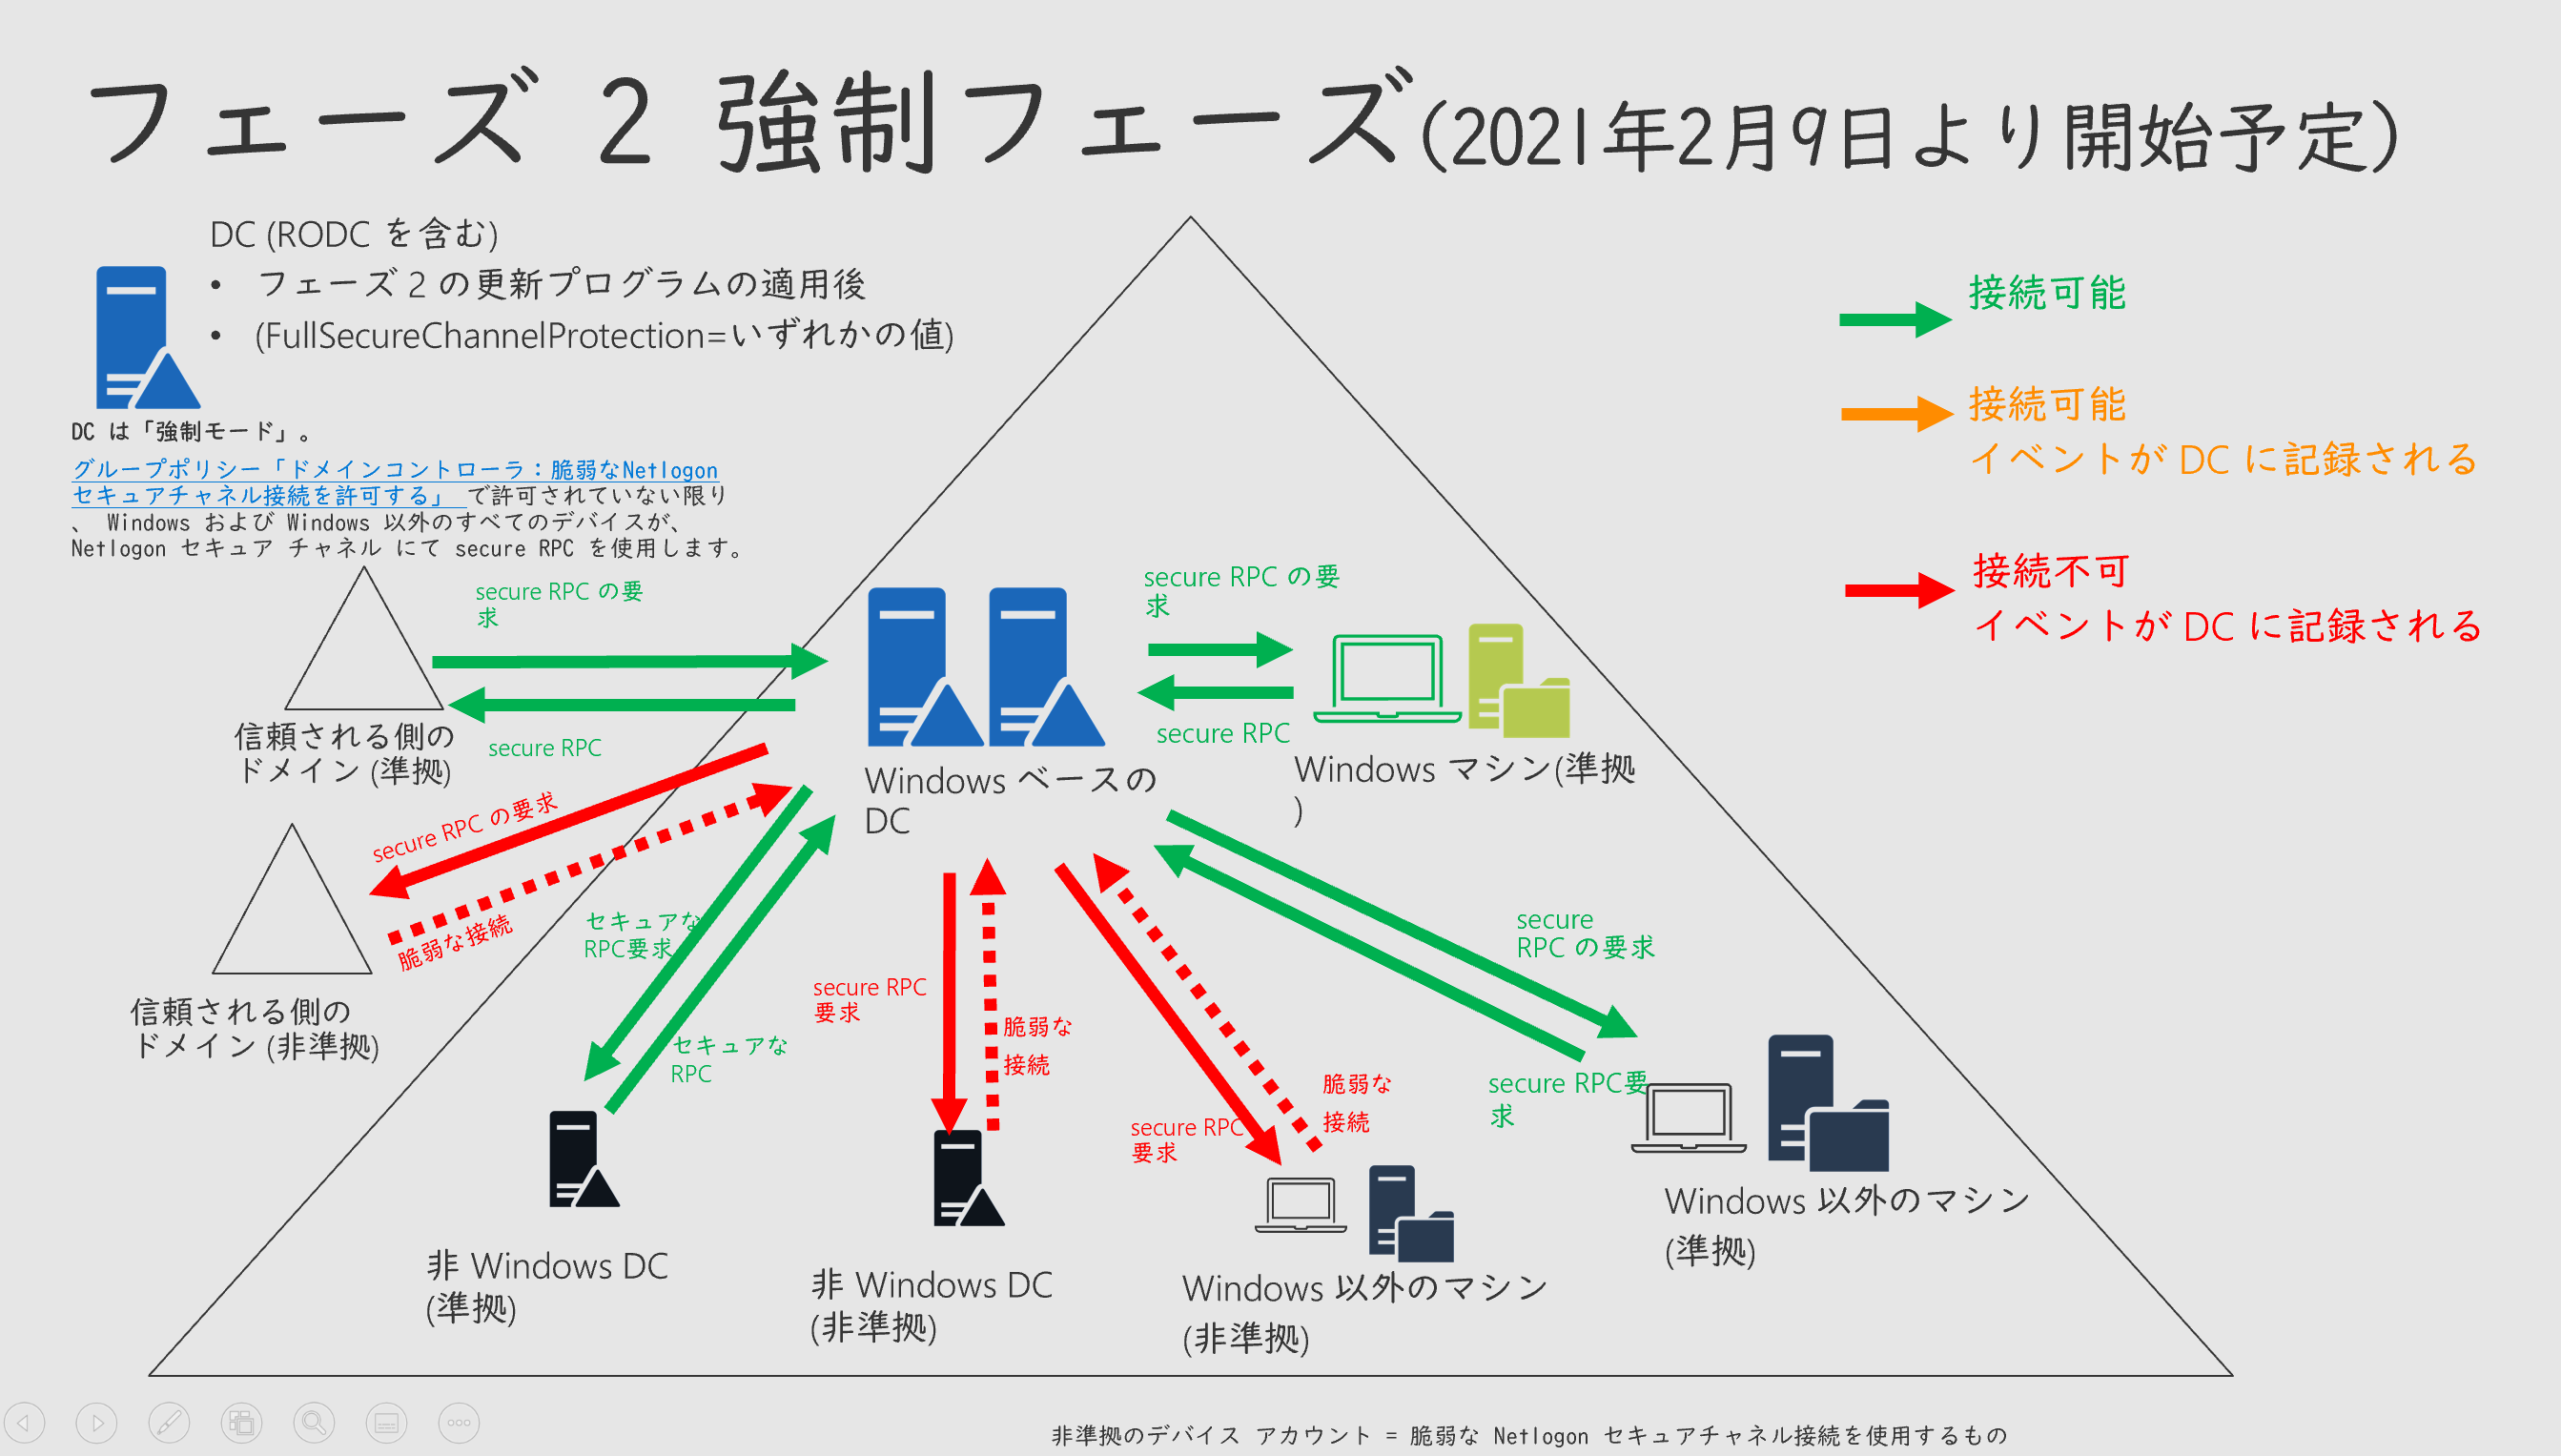 フェーズ 2 強制フェーズ(2021年2月9日より開始予定)
DC (RODC を含む)
• フェーズ 2 の更新プログラムの適用後
• (FullSecureChannelProtection=いずれかの値)
DC は「強制モード」。
グループポリシー「ドメインコントローラ：脆弱なNetlogon
セキュアチャネル接続を許可する」 で許可されていない限り
、 Windows および Windows 以外のすべてのデバイスが、
Netlogon セキュア チャネル にて secure RPC を使用します。
接続可能
接続可能
イベントが DC に記録される
接続不可
イベントが DC に記録される
secure RPC の要
求
secure RPC
信頼される側の
ドメイン (準拠)
secure RPC の要
求
secure RPC
Windows ベースの
DC
Windows マシン(準拠
)
secure RPC の要求
脆弱な接続
信頼される側の
ドメイン (非準拠)
セキュアな
RPC要求
セキュアな
RPC
secure RPC
要求
脆弱な
接続
secure RPC
要求
脆弱な
接続
secure
RPC の要求
secure RPC要
求
非 Windows DC
(準拠)
非 Windows DC
(非準拠)
Windows 以外のマシン
(非準拠)
Windows 以外のマシン
(準拠)
非準拠のデバイス アカウント = 脆弱な Netlogon セキュアチャネル接続を使用するもの